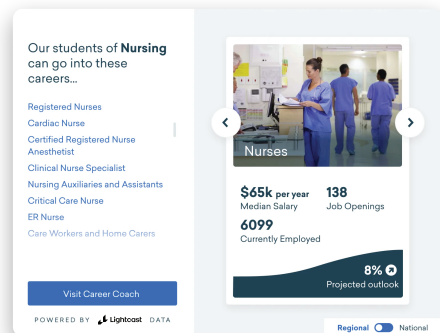 Our students of Nursing
can go into these
careers...
Registered Nurses
Cardiac Nurse
Certified Registered Nurse
Anesthetist
Clinical Nurse Specialist
Nursing Auxiliaries and Assistants
Critical Care Nurse
ER Nurse
Care Workers and Home Carers
Visit Career Coach
POWERED BY Lightcast DATA
Nurses
$65k per year
Median Salary
138
Job Openings
6099
Currently Employed
8%
Projected outlook
Regional National